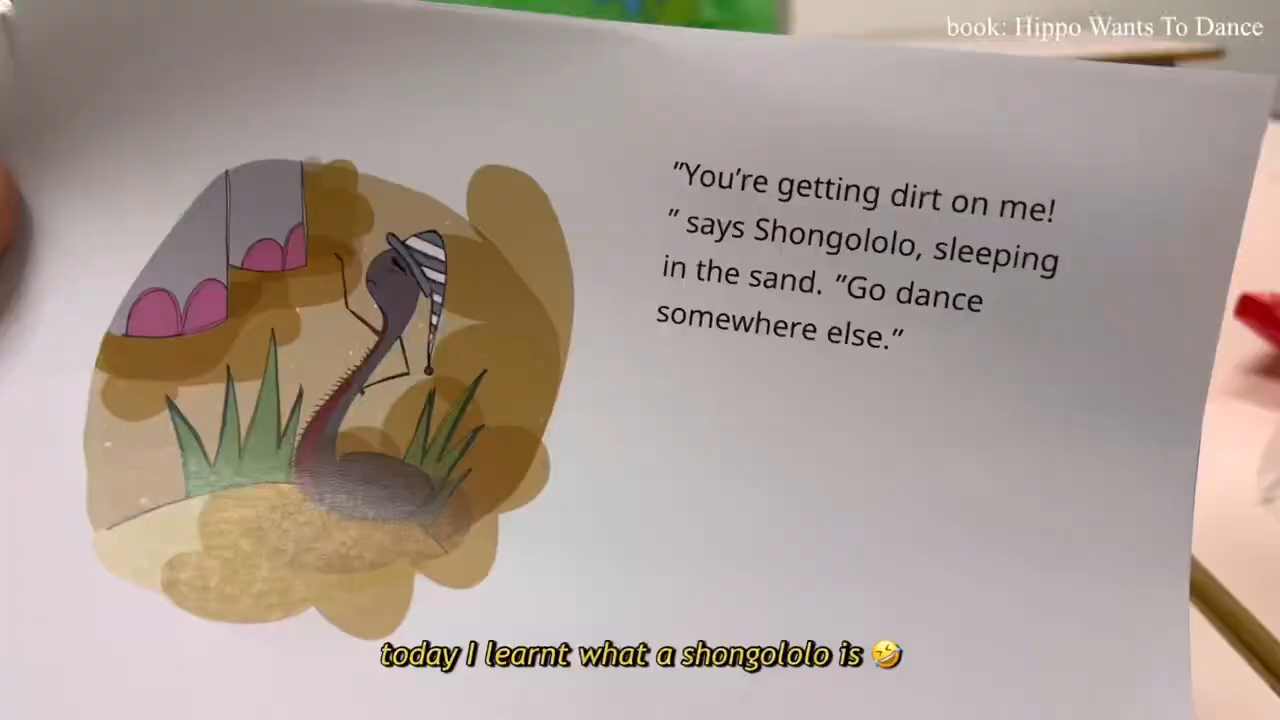 book: Hippo Wants To Dance
"You're getting dirt on me!
" says Shongololo, sleeping
in the sand. "Go dance
somewhere else."
today I learnt what a shongololo is 🤣